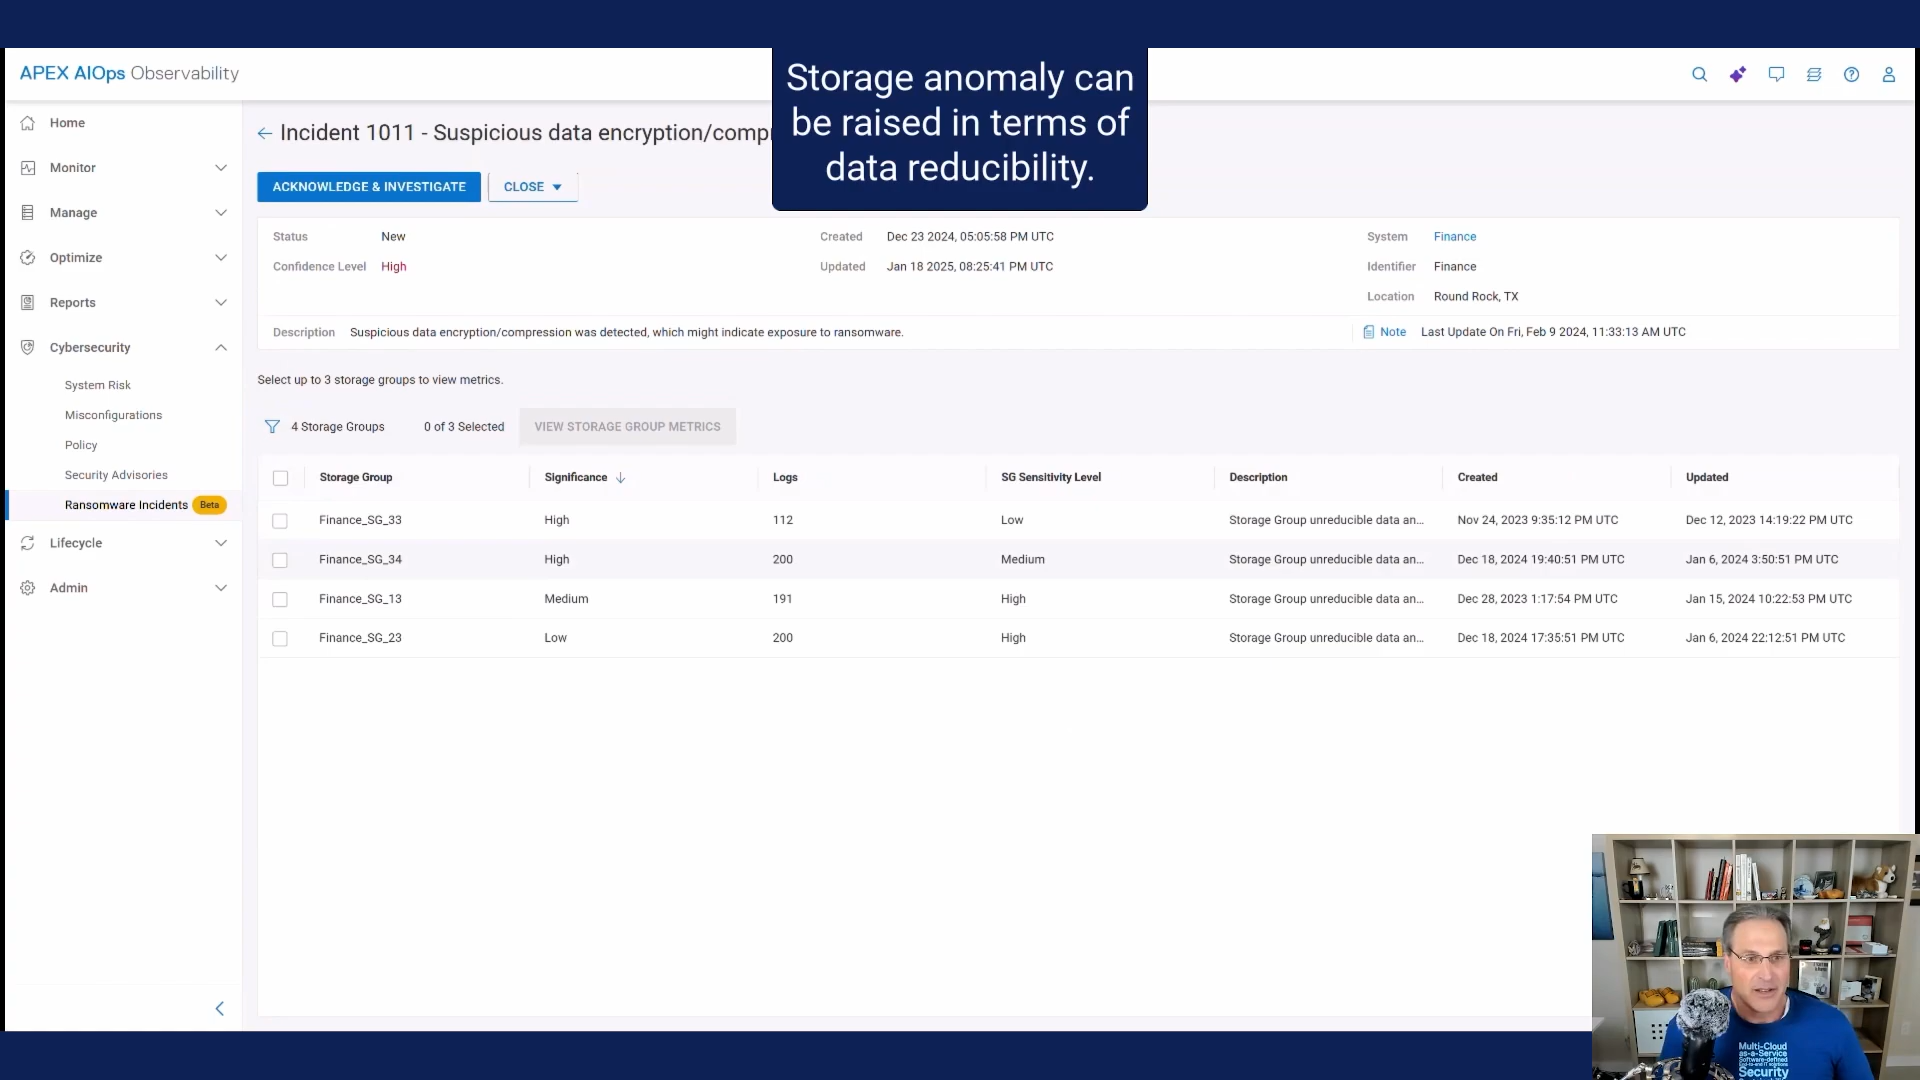 APEX AIOps Observability
Storage anomaly can
be raised in terms of
data reducibility.
Home
Monitor
Manage
Optimize
Reports
Cybersecurity
System Risk
Misconfigurations
Policy
Security Advisories
Ransomware Incidents Beta
Lifecycle
Admin
Incident 1011 - Suspicious data encryption/comp
ACKNOWLEDGE & INVESTIGATE CLOSE
Status New Created Dec 23 2024, 05:05:58 PM UTC System Finance
Confidence Level High Updated Jan 18 2025, 08:25:41 PM UTC Identifier Finance
Location Round Rock, TX
Description Suspicious data encryption/compression was detected, which might indicate exposure to ransomware. Note Last Update On Fri, Feb 9 2024, 11:33:13 AM UTC
Select up to 3 storage groups to view metrics.
4 Storage Groups 0 of 3 Selected VIEW STORAGE GROUP METRICS
Storage Group Significance Logs SG Sensitivity Level Description Created Updated
Finance_SG_33 High 112 Low Storage Group unreducible data an... Nov 24, 2023 9:35:12 PM UTC Dec 12, 2023 14:19:22 PM UTC
Finance_SG_34 High 200 Medium Storage Group unreducible data an... Dec 18, 2024 19:40:51 PM UTC Jan 6, 2024 3:50:51 PM UTC
Finance_SG_13 Medium 191 High Storage Group unreducible data an... Dec 28, 2023 1:17:54 PM UTC Jan 15, 2024 10:22:53 PM UTC
Finance_SG_23 Low 200 High Storage Group unreducible data an... Dec 18, 2024 17:35:51 PM UTC Jan 6, 2024 22:12:51 PM UTC
Multi-Cloud
as-a-Service
Software-defined
Security